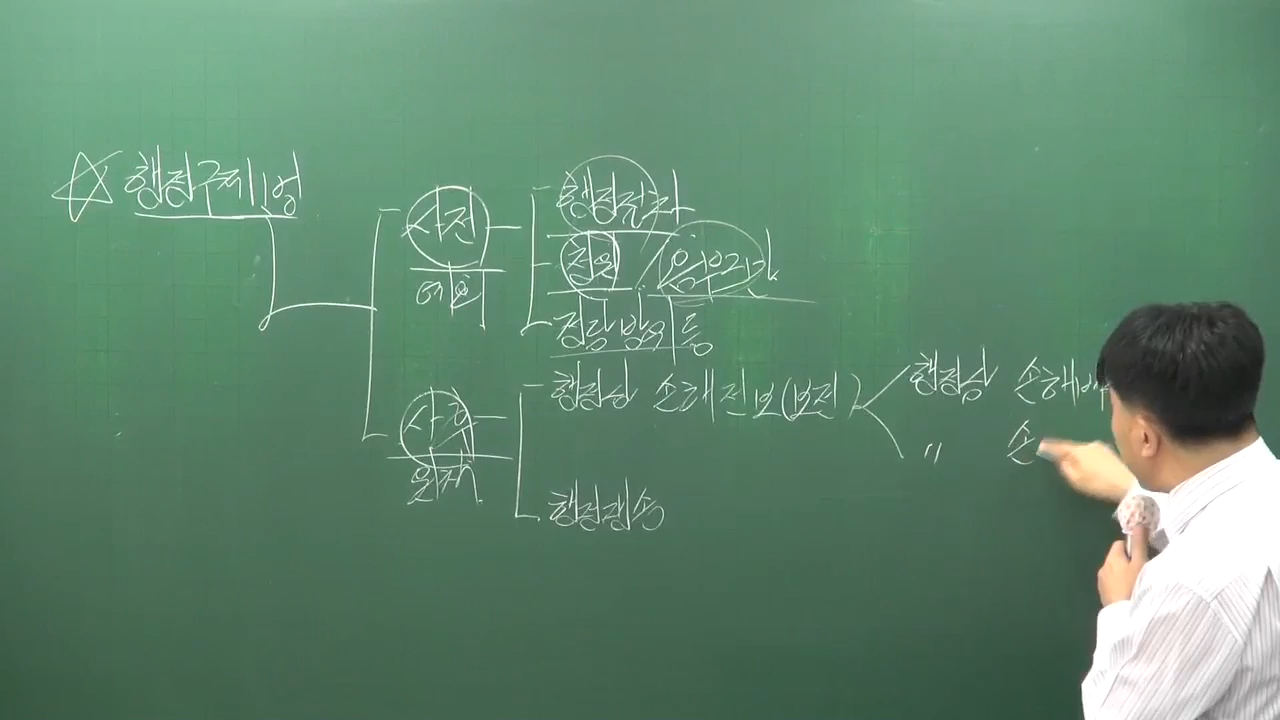 ☆ 행정구제법
사전
예방
행정절차
청원 / 옴부즈만
정당방위 등
사후
구제
행정상 손해전보(보전)
행정상 손해
〃 손
행정쟁송